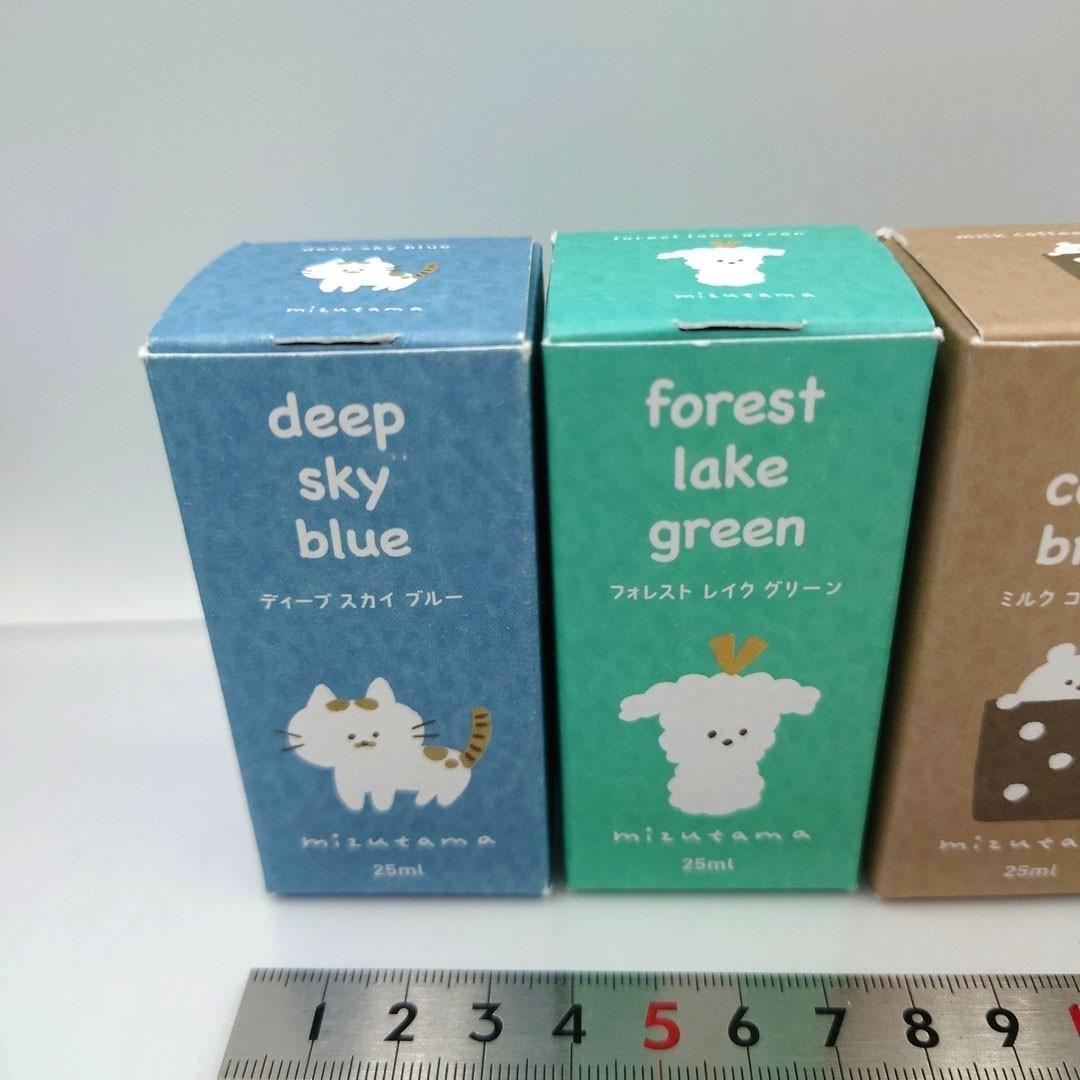 deep sky blue
mizutama
deep
sky
blue
ディープ スカイ ブルー
mizutama
25ml
forest lake green
mizutama
forest
lake
green
フォレスト レイク グリーン
mizutama
25ml
ミルク
25ml
1 2 3 4 5 6 7 8 9